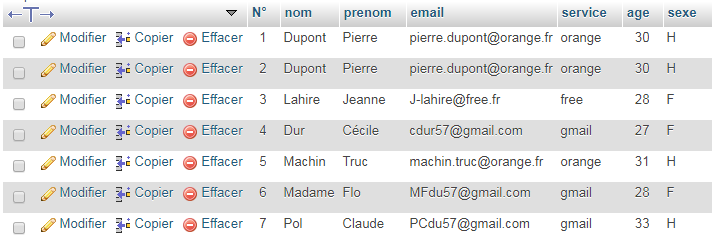 N° nom prenom email service age sexe
Modifier Copier Effacer 1 Dupont Pierre pierre.dupont@orange.fr orange 30 H
Modifier Copier Effacer 2 Dupont Pierre pierre.dupont@orange.fr orange 30 H
Modifier Copier Effacer 3 Lahire Jeanne J-lahire@free.fr free 28 F
Modifier Copier Effacer 4 Dur Cécile cdur57@gmail.com gmail 27 F
Modifier Copier Effacer 5 Machin Truc machin.truc@orange.fr orange 31 H
Modifier Copier Effacer 6 Madame Flo MFdu57@gmail.com gmail 28 F
Modifier Copier Effacer 7 Pol Claude PCdu57@gmail.com gmail 33 H